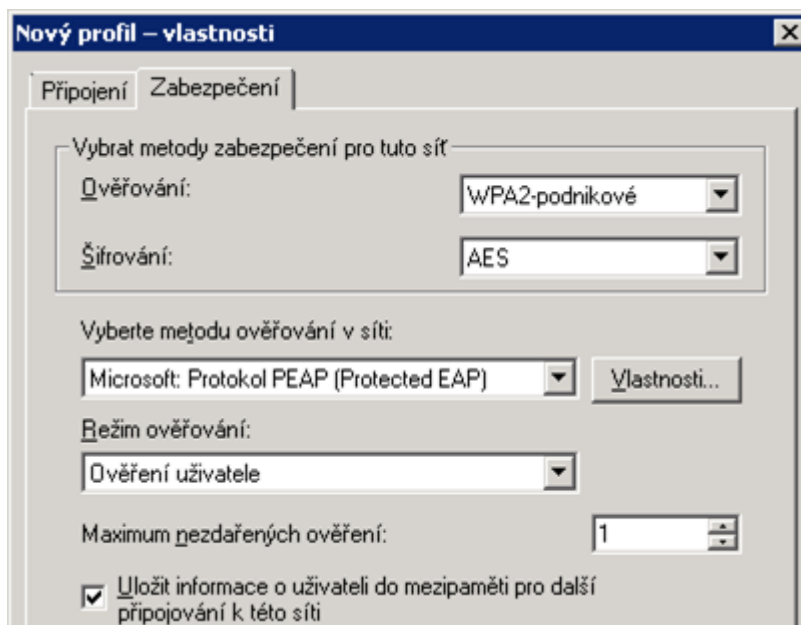 Nový profil – vlastnosti
Připojení
Zabezpečení
Vybrat metody zabezpečení pro tuto síť
Ověřování:
WPA2-podnikové
Šifrování:
AES
Vyberte metodu ověřování v síti:
Microsoft: Protokol PEAP (Protected EAP)
Vlastnosti...
Režim ověřování:
Ověření uživatele
Maximum nezdařených ověření:
1
Uložit informace o uživateli do mezipaměti pro další
připojování k této síti